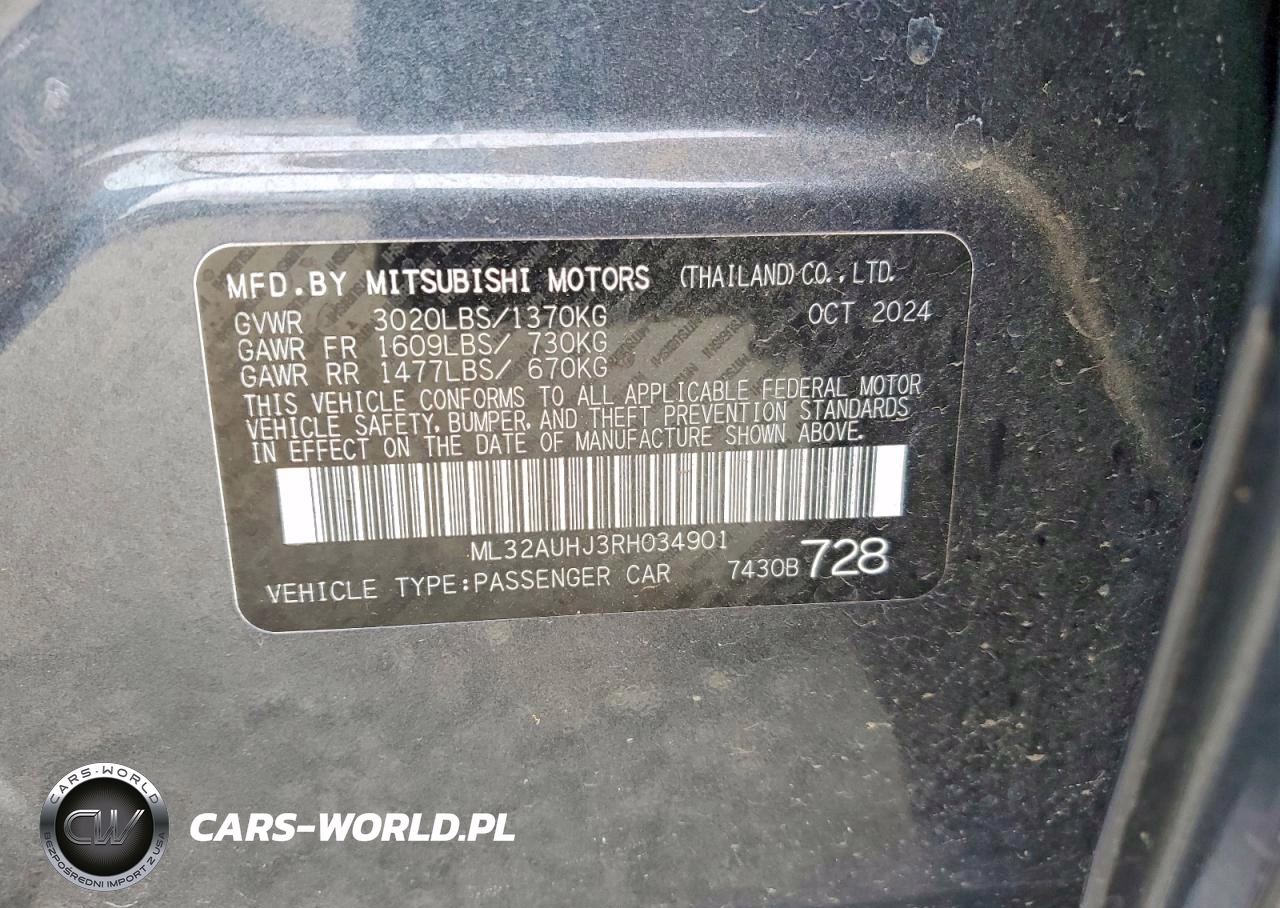 MFD.BY MITSUBISHI MOTORS (THAILAND) CO., LTD.
GVWR 3020LBS/1370KG OCT 2024
GAWR FR 1609LBS/ 730KG
GAWR RR 1477LBS/ 670KG
THIS VEHICLE CONFORMS TO ALL APPLICABLE FEDERAL MOTOR
VEHICLE SAFETY, BUMPER, AND THEFT PREVENTION STANDARDS
IN EFFECT ON THE DATE OF MANUFACTURE SHOWN ABOVE.
ML32AUHJ3RH034901
VEHICLE TYPE:PASSENGER CAR 7430B 728
CARS-WORLD
CW
BEZPOŚREDNI IMPORT Z USA
CARS-WORLD.PL